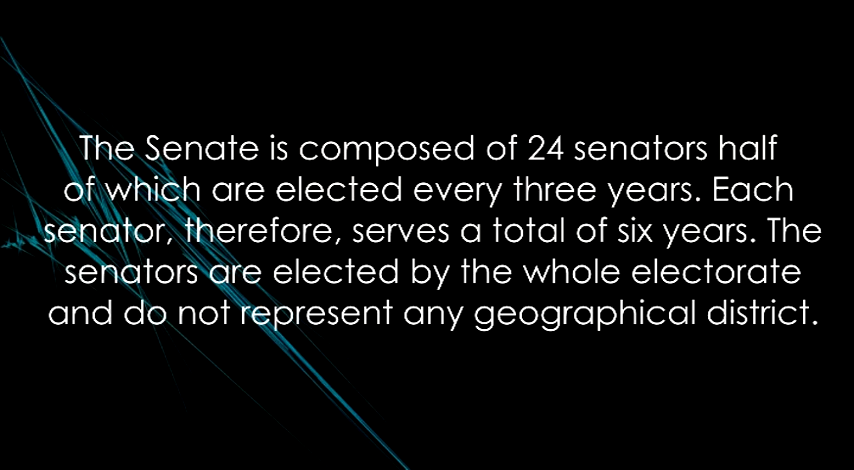 The Senate is composed of 24 senators half
of which are elected every three years. Each
senator, therefore, serves a total of six years. The
senators are elected by the whole electorate
and do not represent any geographical district.